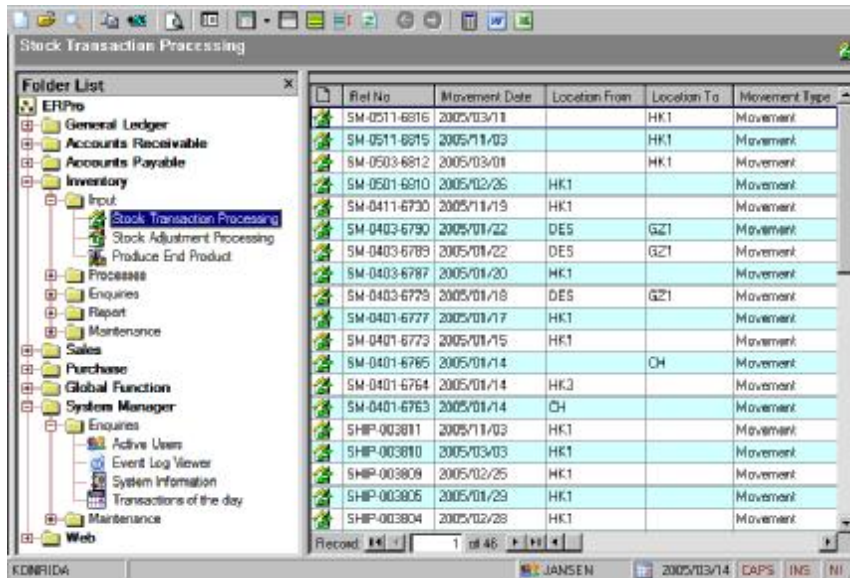 Stock Transaction Processing
Folder List x
ERPro
General Ledger
Accounts Receivable
Accounts Payable
Inventory
Input
Stock Transaction Processing
Stock Adjustment Processing
Produce End Product
Processes
Enquiries
Report
Maintenance
Sales
Purchase
Global Function
System Manager
Enquiries
Active Users
Event Log Viewer
System Information
Transactions of the day
Maintenance
Web
Ref No Movement Date Location From Location To Movement Type
SM-0511-6816 2005/03/11 HK1 Movement
SM-0511-6815 2005/11/03 HK1 Movement
SM-0503-6812 2005/03/01 HK1 Movement
SM-0501-6810 2005/02/26 HK1 Movement
SM-0411-6730 2005/11/19 HK1 Movement
SM-0403-6790 2005/01/22 DES GZ1 Movement
SM-0403-6789 2005/01/22 DES GZ1 Movement
SM-0403-6787 2005/01/20 HK1 Movement
SM-0403-6779 2005/01/18 DES GZ1 Movement
SM-0401-6777 2005/01/17 HK1 Movement
SM-0401-6773 2005/01/15 HK1 Movement
SM-0401-6765 2005/01/14 CH Movement
SM-0401-6764 2005/01/14 HK3 Movement
SM-0401-6763 2005/01/14 CH Movement
SHIP-003811 2005/11/03 HK1 Movement
SHIP-003810 2005/03/03 HK1 Movement
SHIP-003809 2005/02/25 HK1 Movement
SHIP-003805 2005/01/29 HK1 Movement
SHIP-003804 2005/02/28 HK1 Movement
Record: 1 of 46
KONRIDA JANSEN 2005/03/14 CAPS INS